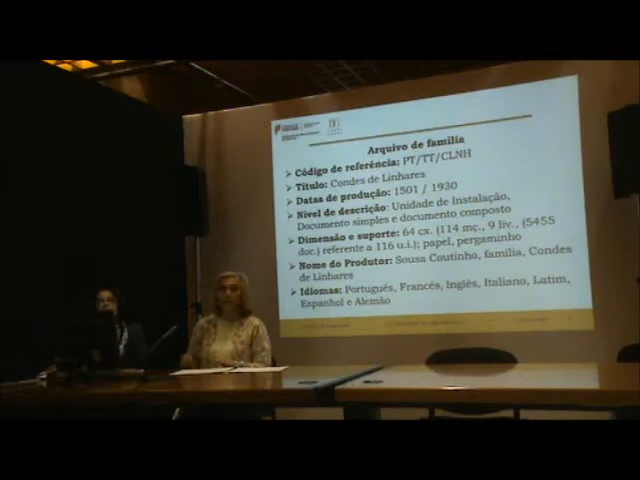 Arquivo de família
➢ Código de referência: PT/TT/CLNH
➢ Título: Condes de Linhares
➢ Datas de produção: 1501 / 1930
➢ Nível de descrição: Unidade de Instalação,
Documento simples e documento composto
➢ Dimensão e suporte: 64 cx. (114 mç., 9 liv., (5455
doc.) referente a 116 u.i.); papel, pergaminho
➢ Nome do Produtor: Sousa Coutinho, família, Condes
de Linhares
➢ Idiomas: Português, Francés, Inglês, Italiano, Latim,
Espanhol e Alemão